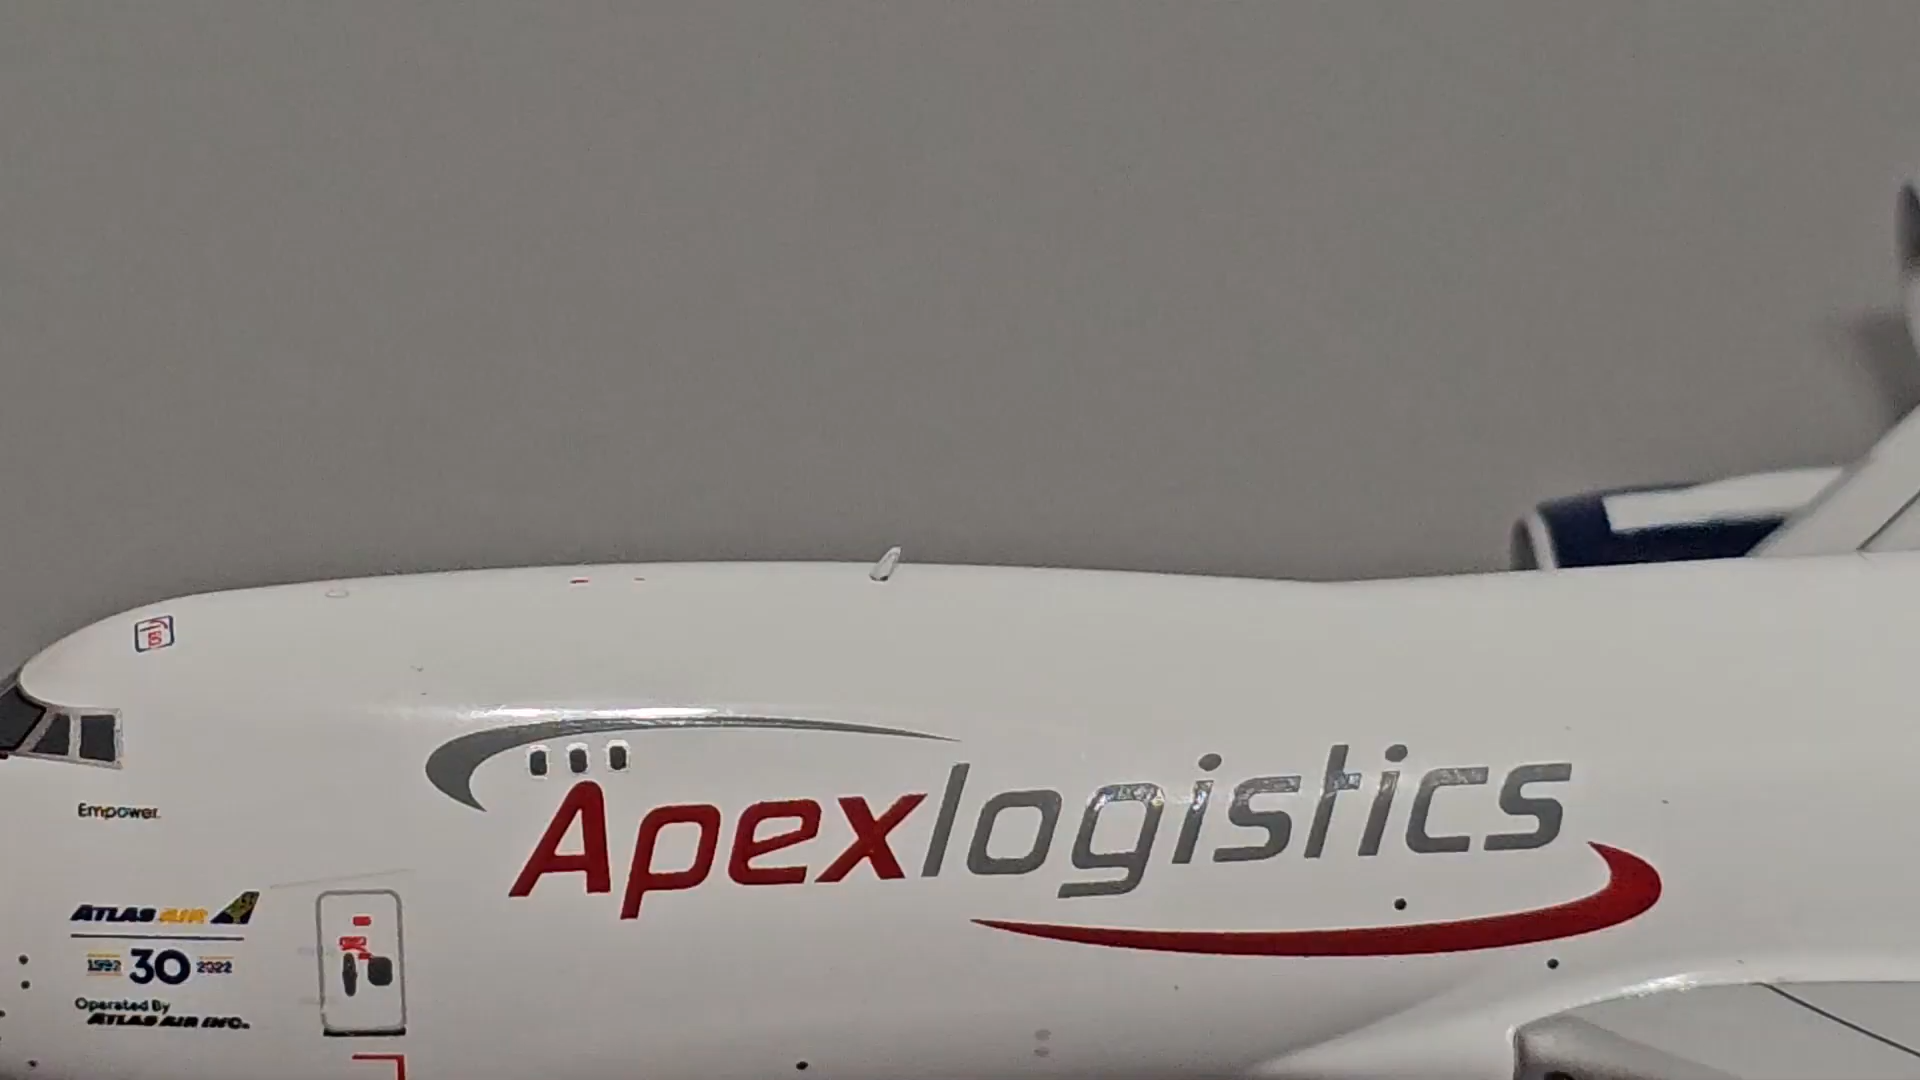 Apexlogistics
Empower.
ATLAS AIR
1992 30 2022
Operated By
ATLAS AIR INC.